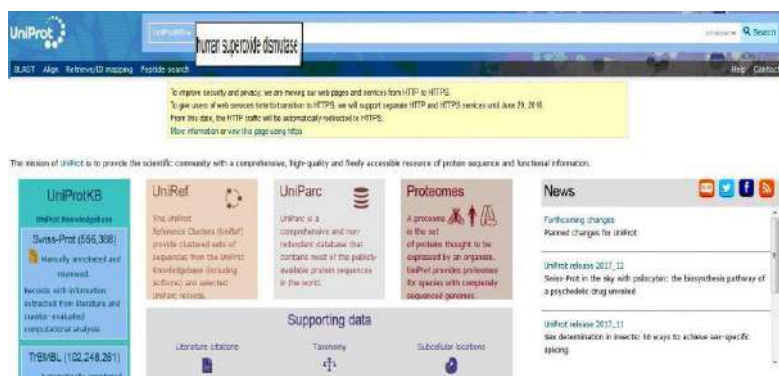 UniProt
UniProtKB
human superoxide dismutase
Advanced
Search
BLAST Align Retrieve/ID mapping Peptide search
Help Contact
To improve security and privacy, we are moving our web pages and services from HTTP to HTTPS.
To give users of web services time to transition to HTTPS, we will support separate HTTP and HTTPS services until June 20, 2018.
From this date, the HTTP traffic will be automatically redirected to HTTPS.
More information or view this page using https
The mission of UniProt is to provide the scientific community with a comprehensive, high-quality and freely accessible resource of protein sequence and functional information.
UniProtKB
UniProt Knowledgebase
Swiss-Prot (556,388)
Manually annotated and
reviewed.
Records with information
extracted from literature and
curator-evaluated
computational analysis.
TrEMBL (102,248,261)
UniRef
The UniProt
Reference Clusters (UniRef)
provide clustered sets of
sequences from the UniProt
Knowledgebase (including
isoforms) and selected
UniParc records.
UniParc
UniParc is a
comprehensive and non-
redundant database that
contains most of the publicly
available protein sequences
in the world.
Proteomes
A proteome
is the set
of proteins thought to be
expressed by an organism.
UniProt provides proteomes
for species with completely
sequenced genomes.
Supporting data
Literature citations
Taxonomy
Subcellular locations
News
Forthcoming changes
Planned changes for UniProt
UniProt release 2017_12
Swiss-Prot in the sky with psilocybin: the biosynthesis pathway of
a psychedelic drug unveiled
UniProt release 2017_11
Sex determination in insects: 50 ways to achieve sex-specific
splicing